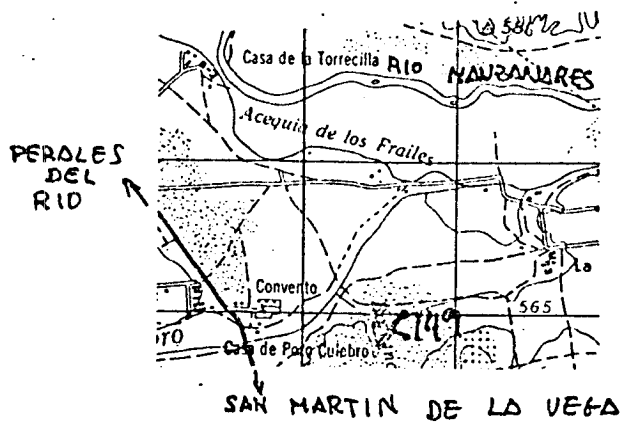 Casa de la Torrecilla
RIO MANZANARES
Acequia de los Frailes
PERALES
DEL
RIO
Convento
565
Casa de Polo Culebro
SAN MARTIN DE LA VEGA